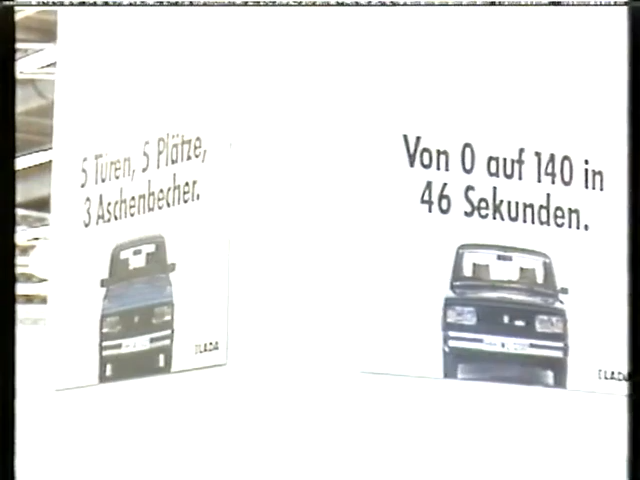 5 Türen, 5 Plätze,
3 Aschenbecher.
LADA
Von 0 auf 140 in
46 Sekunden.
LADA